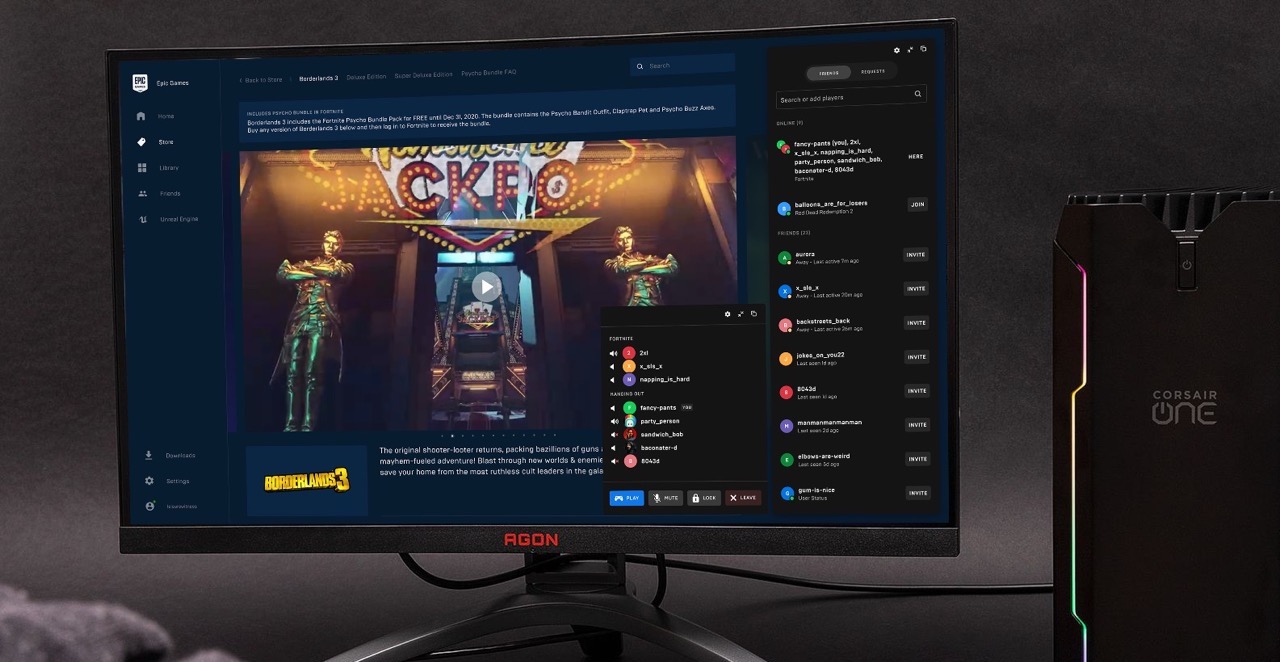 EPIC
GAMES
Epic Games
Home
Store
Library
Friends
Unreal Engine
Downloads
Settings
Back to Store
Borderlands 3
Deluxe Edition
Super Deluxe Edition
Psycho Bundle FAQ
Search
INCLUDES PSYCHO BUNDLE IN FORTNITE
Borderlands 3 includes the Fortnite Psycho Bundle Pack for FREE until Dec 31, 2020. The bundle contains the Psycho Bandit Outfit, Claptrap Pet and Psycho Buzz Axes.
Buy any version of Borderlands 3 below and then log in to Fortnite to receive the bundle.
JACKPOT
BORDERLANDS 3
The original shooter-looter returns, packing bazillions of guns
mayhem-fueled adventure! Blast through new worlds & enemie
save your home from the most ruthless cult leaders in the gala
FORTNITE
2 2xl
X x_sls_x
N napping_is_hard
HANGING OUT
F fancy-pants YOU
party_person
sandwich_bob
baconater-d
8 8043d
PLAY
MUTE
LOCK
LEAVE
FRIENDS
REQUESTS
Search or add players
ONLINE (9)
fancy-pants [you], 2xl,
x_sls_x, napping_is_hard,
party_person, sandwich_bob,
baconater-d, 8043d
Fortnite
HERE
B balloons_are_for_losers
Red Dead Redemption 2
JOIN
FRIENDS (23)
A aurora
Away - Last active 7m ago
INVITE
X x_sls_x
Away - Last active 20m ago
INVITE
B backstreets_back
Away - Last active 36m ago
INVITE
J jokes_on_you22
Last seen 1d ago
INVITE
8 8043d
Last seen 1d ago
INVITE
M manmanmanmanman
Last seen 2d ago
INVITE
E elbows-are-weird
Last seen 3d ago
INVITE
G gum-is-nice
User Status
INVITE
AGON
CORSAIR
ONE